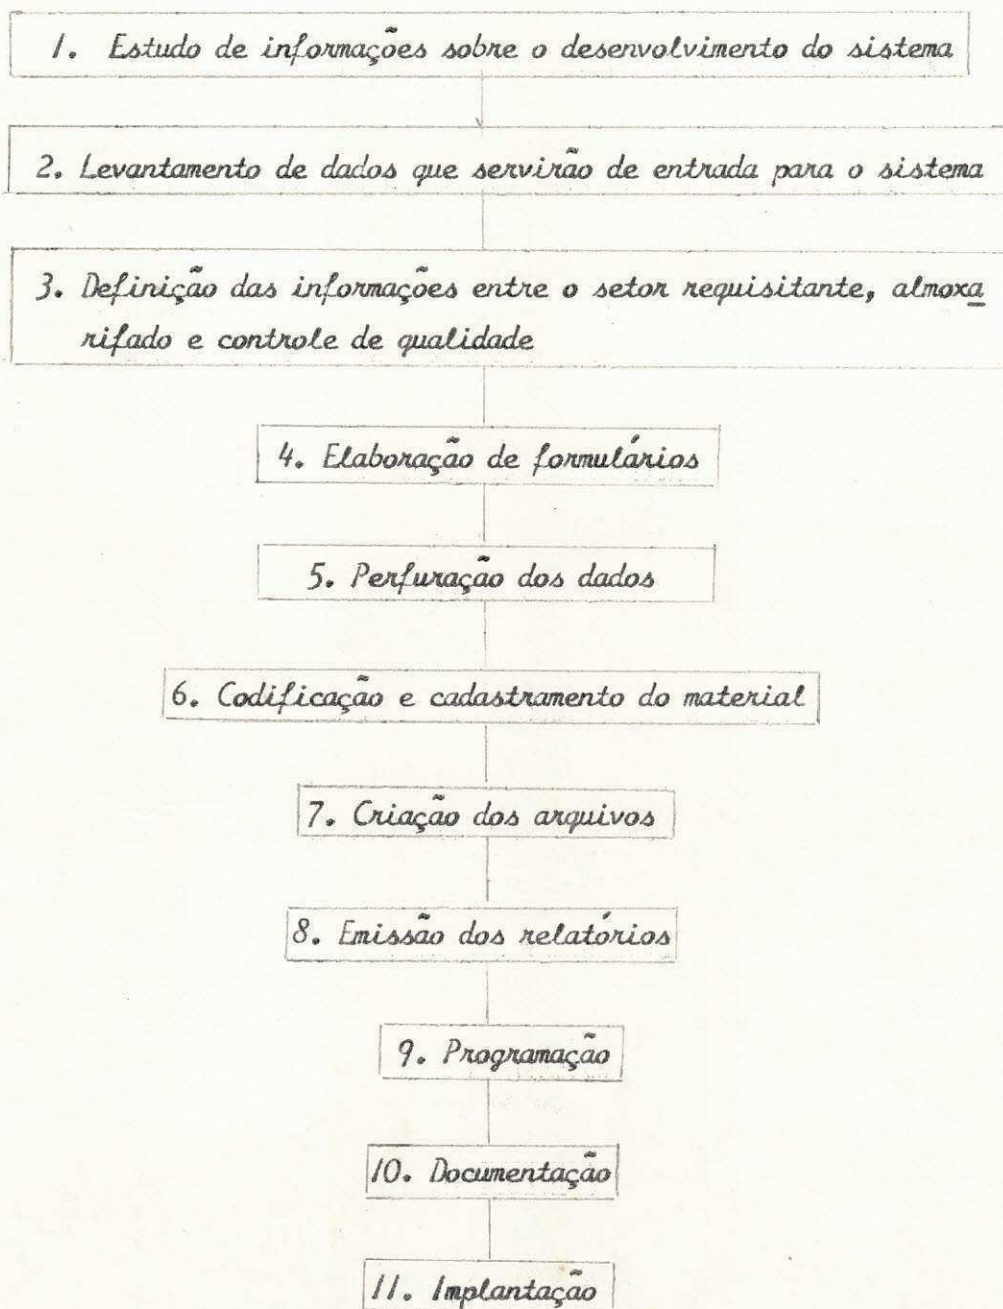 1. Estudo de informações sobre o desenvolvimento do sistema
2. Levantamento de dados que servirão de entrada para o sistema
3. Definição das informações entre o setor requisitante, almoxa
rifado e controle de qualidade
4. Elaboração de formulários
5. Perfuração dos dados
6. Codificação e cadastramento do material
7. Criação dos arquivos
8. Emissão dos relatórios
9. Programação
10. Documentação
11. Implantação